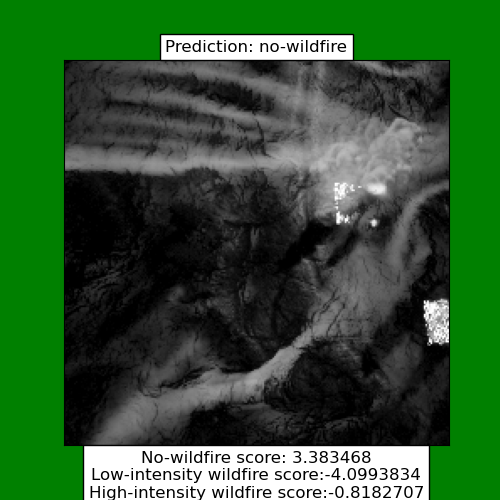 Prediction: no-wildfire
No-wildfire score: 3.383468
Low-intensity wildfire score:-4.0993834
High-intensity wildfire score:-0.8182707